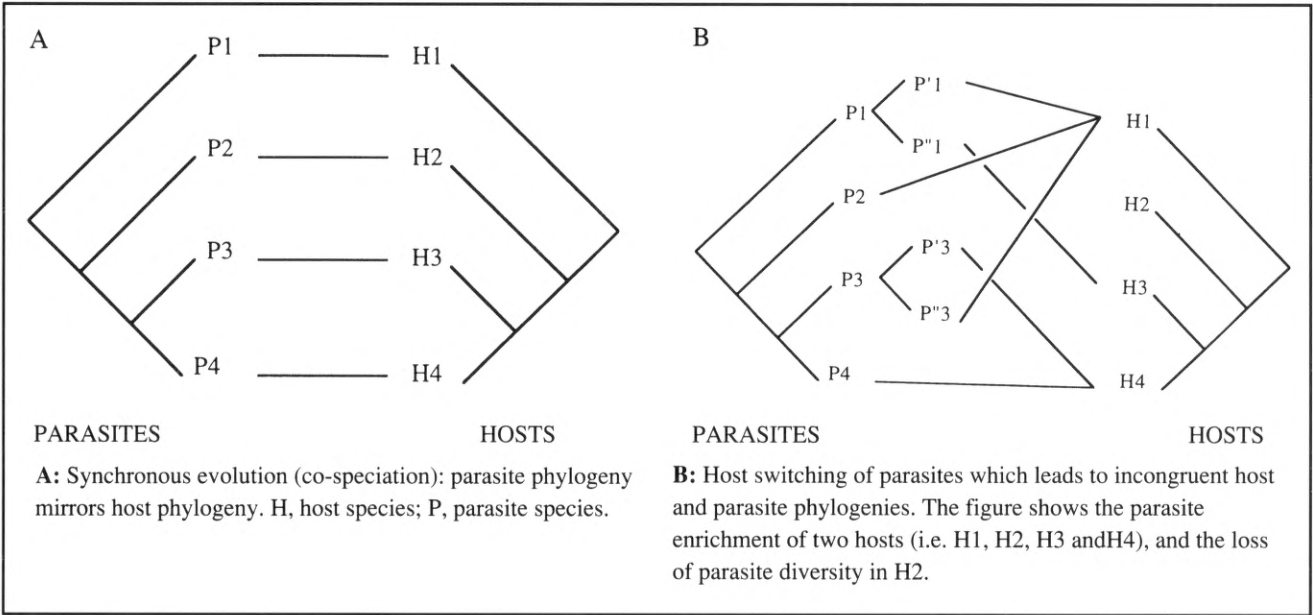 A
P1
H1
P2
H2
P3
H3
P4
H4
PARASITES
HOSTS
A: Synchronous evolution (co-speciation): parasite phylogeny
mirrors host phylogeny. H, host species; P, parasite species.
B
P'1
P1
H1
P"1
P2
H2
P'3
P3
H3
P"3
P4
H4
PARASITES
HOSTS
B: Host switching of parasites which leads to incongruent host
and parasite phylogenies. The figure shows the parasite
enrichment of two hosts (i.e. H1, H2, H3 andH4), and the loss
of parasite diversity in H2.